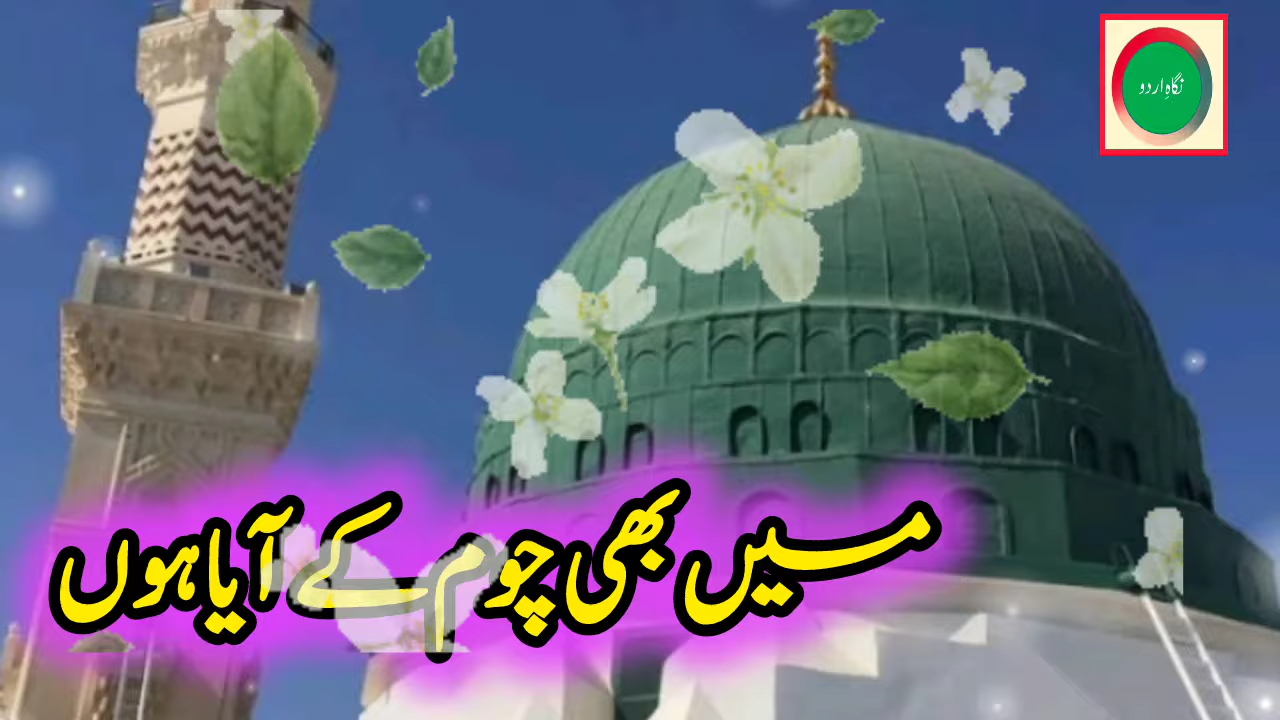 نگاہِ اردو
میں بھی چوم کے آیا ہوں